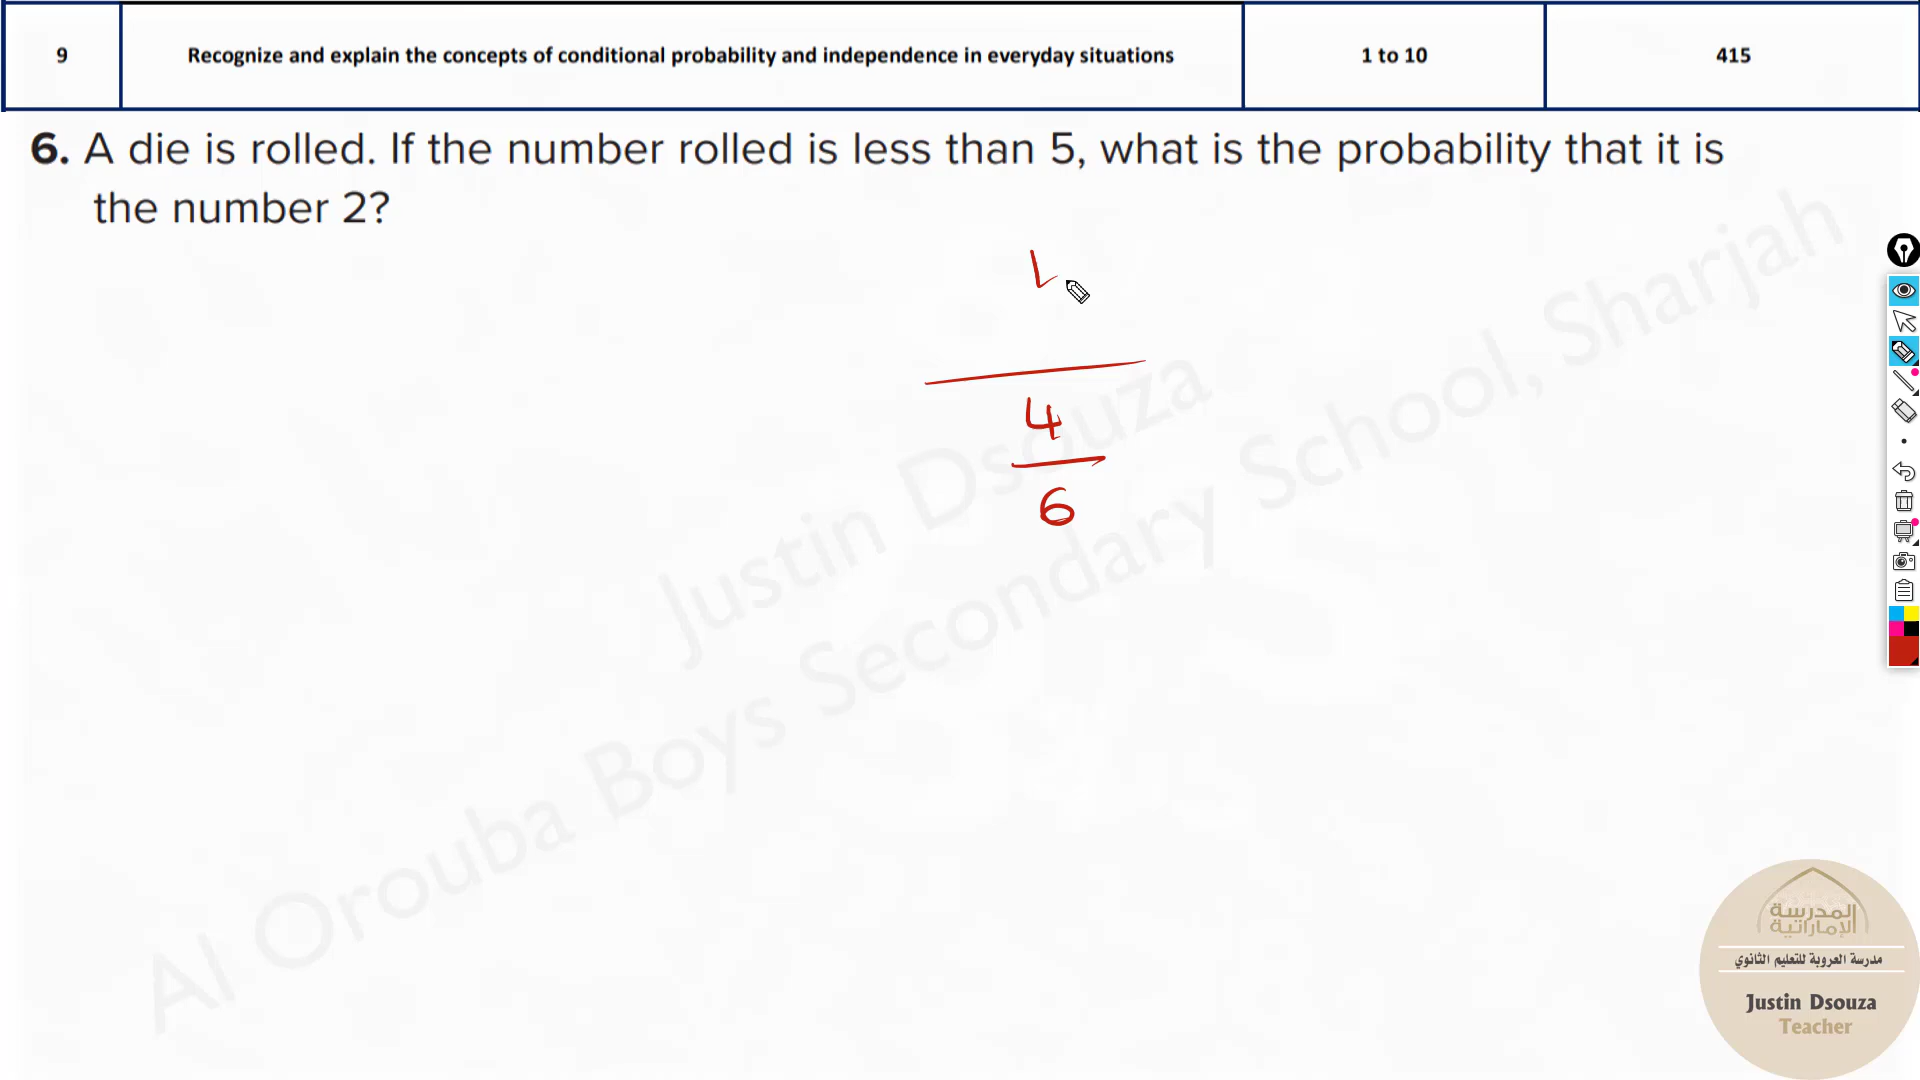 9 Recognize and explain the concepts of conditional probability and independence in everyday situations 1 to 10 415
6. A die is rolled. If the number rolled is less than 5, what is the probability that it is
the number 2?
4
6
Justin Dsouza
Al Orouba Boys Secondary School, Sharjah
المدرسة
الإماراتية
مدرسة العروبة للتعليم الثانوي
Justin Dsouza
Teacher